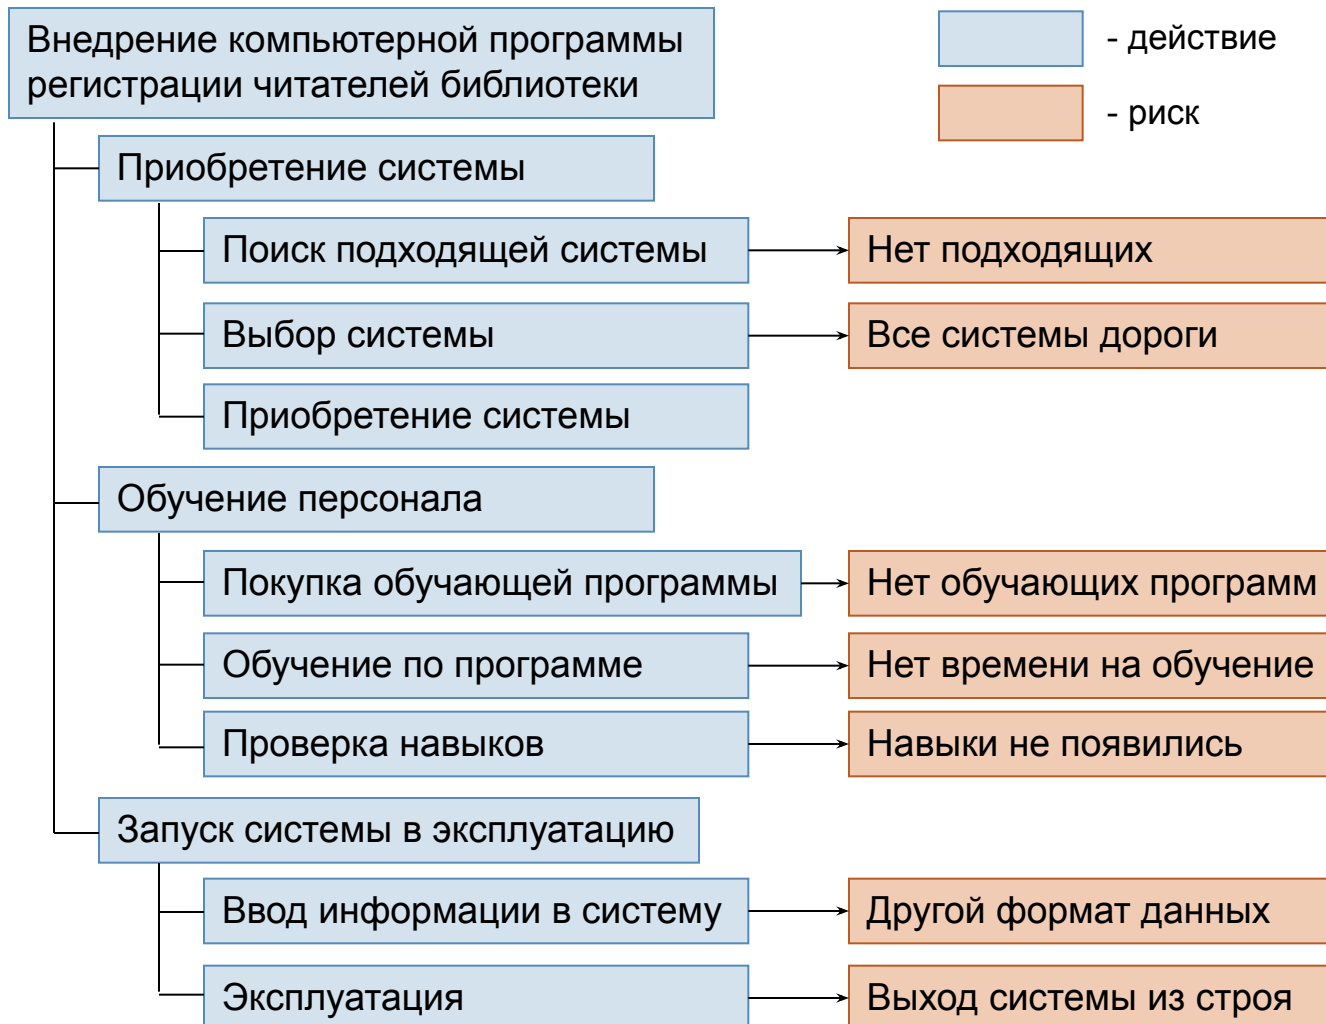 Внедрение компьютерной программы
регистрации читателей библиотеки
- действие
- риск
Приобретение системы
Поиск подходящей системы
Нет подходящих
Выбор системы
Все системы дороги
Приобретение системы
Обучение персонала
Покупка обучающей программы
Нет обучающих программ
Обучение по программе
Нет времени на обучение
Проверка навыков
Навыки не появились
Запуск системы в эксплуатацию
Ввод информации в систему
Другой формат данных
Эксплуатация
Выход системы из строя